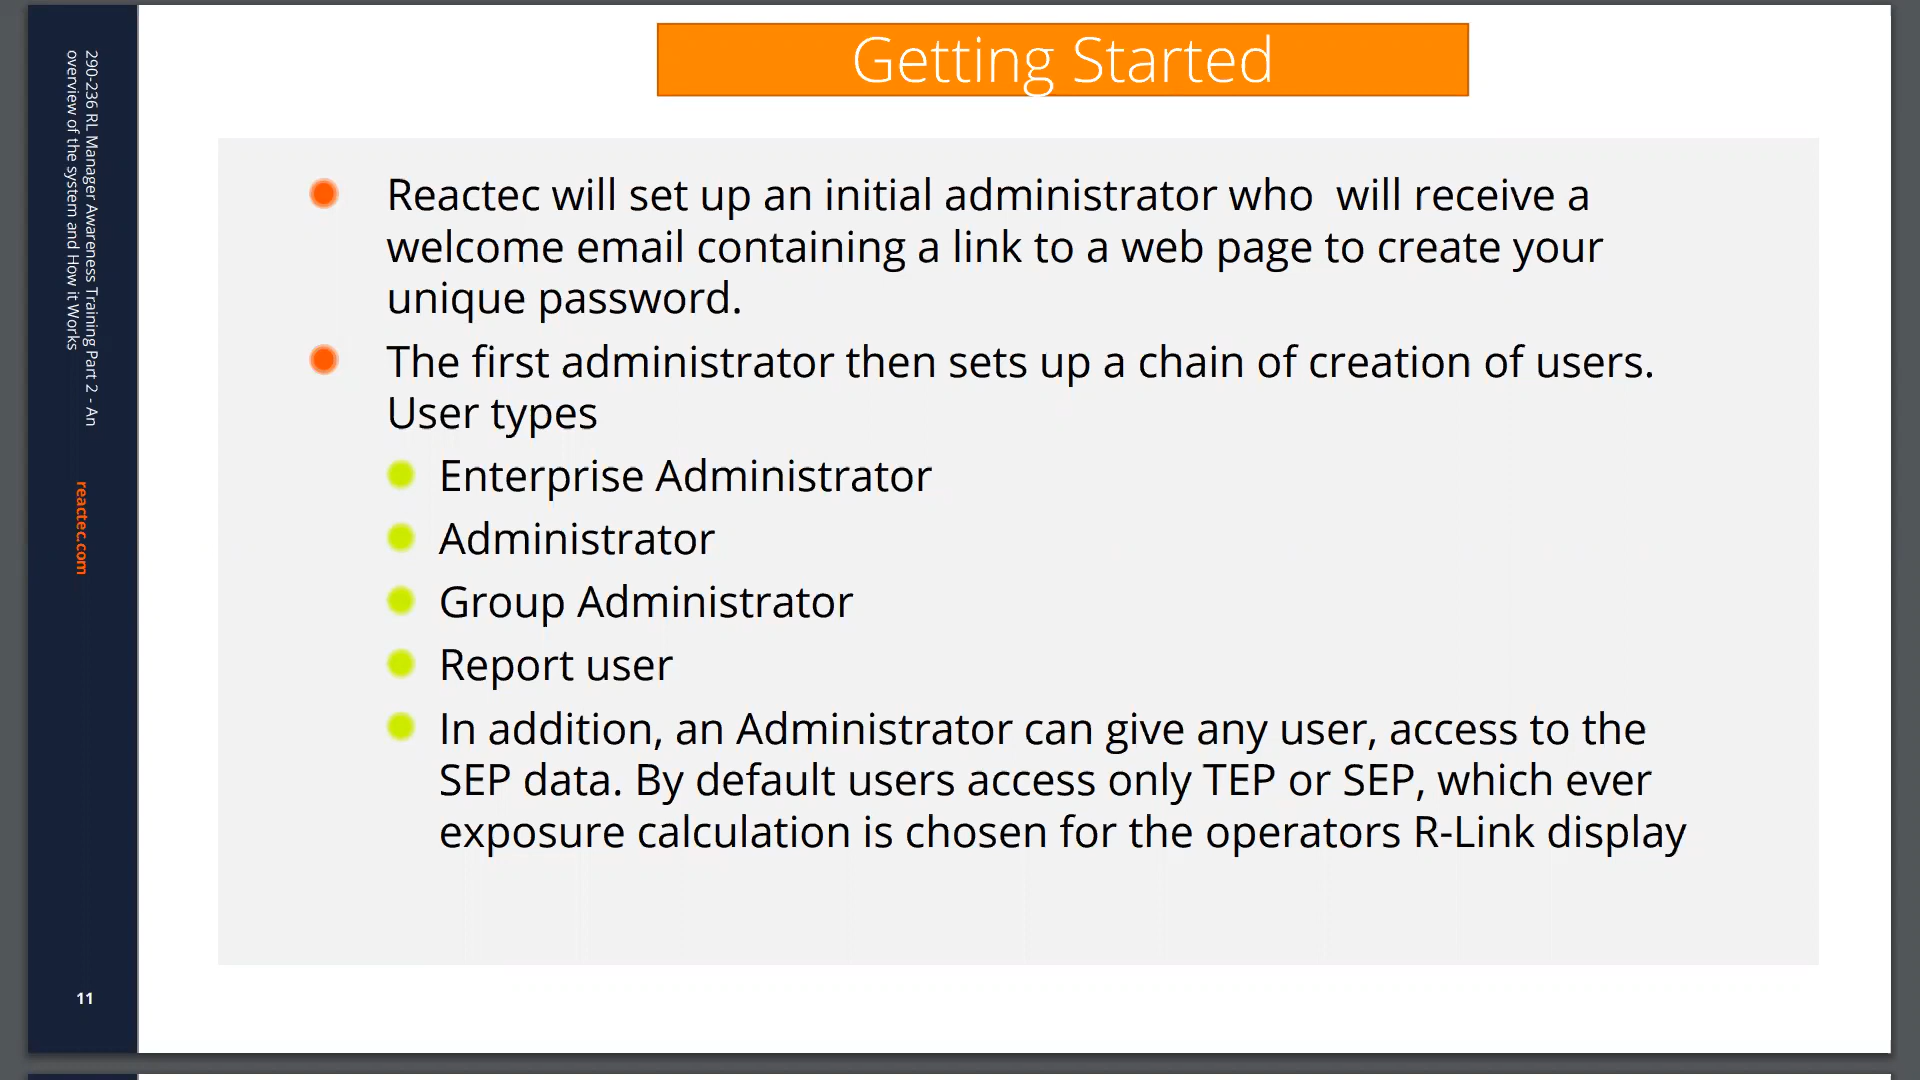 Getting Started
Reactec will set up an initial administrator who  will receive a
welcome email containing a link to a web page to create your
unique password.
The first administrator then sets up a chain of creation of users.
User types
Enterprise Administrator
Administrator
Group Administrator
Report user
In addition, an Administrator can give any user, access to the
SEP data. By default users access only TEP or SEP, which ever
exposure calculation is chosen for the operators R-Link display
290-236 RL Manager Awareness Training Part 2 - An
overview of the system and How it Works
reactec.com
11